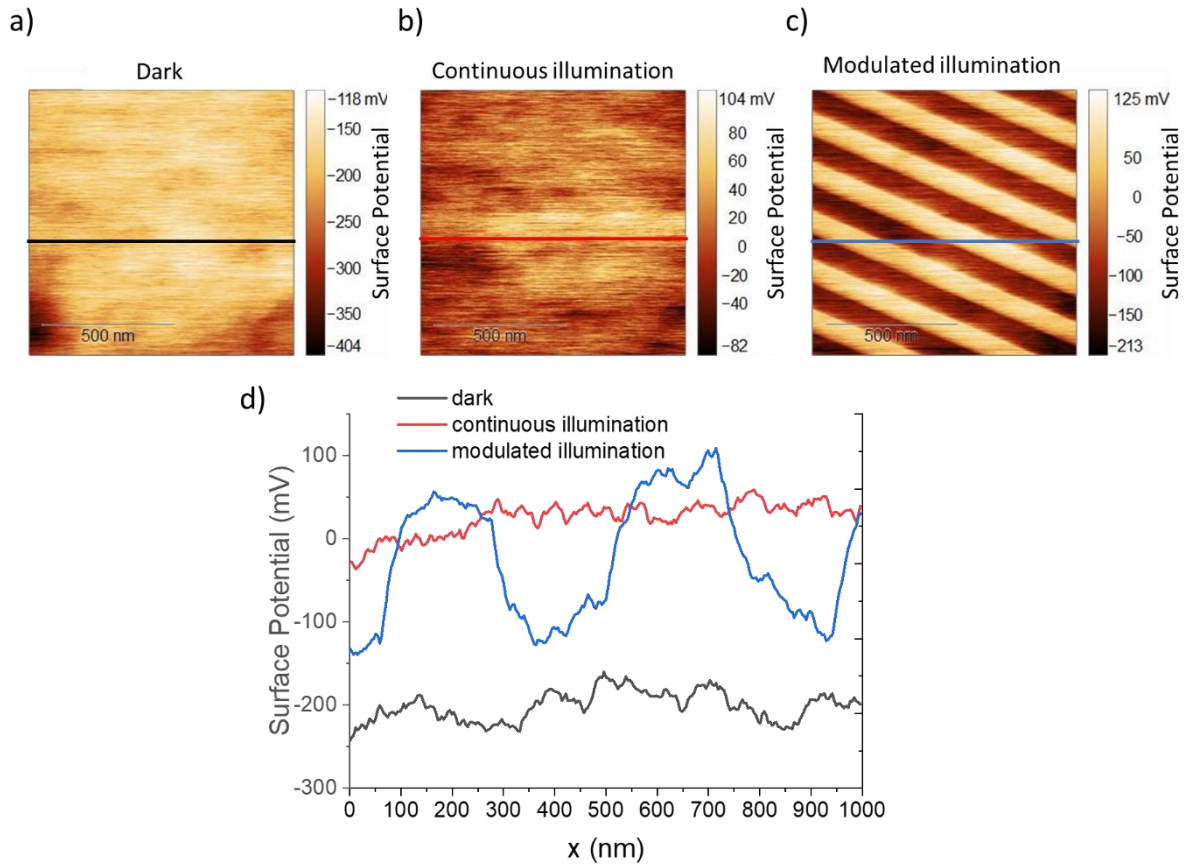 a)
Dark
−118 mV
−150
−200
−250
−300
−350
−404
Surface Potential
500 nm
b)
Continuous illumination
104 mV
80
60
40
20
0
−20
−40
−82
Surface Potential
500 nm
c)
Modulated illumination
125 mV
50
0
−50
−100
−150
−213
Surface Potential
500 nm
d)
dark
continuous illumination
modulated illumination
Surface Potential (mV)
100
0
-100
-200
-300
0 100 200 300 400 500 600 700 800 900 1000
x (nm)